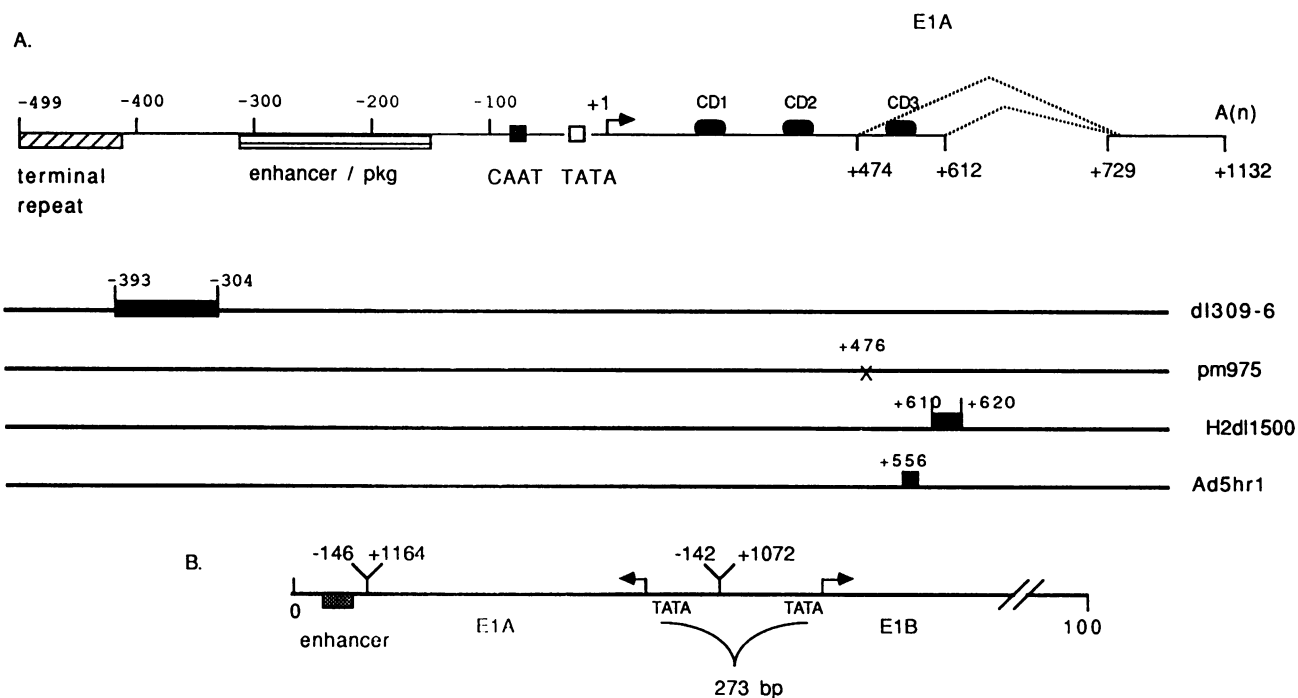 E1A
A.
-499 -400 -300 -200 -100 +1 CD1 CD2 CD3 A(n)
terminal repeat
enhancer / pkg
CAAT TATA
+474 +612 +729 +1132
-393 -304
dl309-6
+476
X
pm975
+610 +620
H2dl1500
+556
Ad5hr1
B.
-146 +1164 -142 +1072
0 TATA TATA 100
enhancer
E1A E1B
273 bp